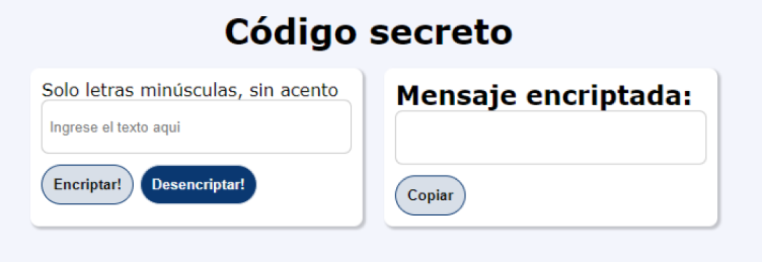 Código secreto
Solo letras minúsculas, sin acento
Ingrese el texto aqui
Encriptar!
Desencriptar!
Mensaje encriptada:
Copiar